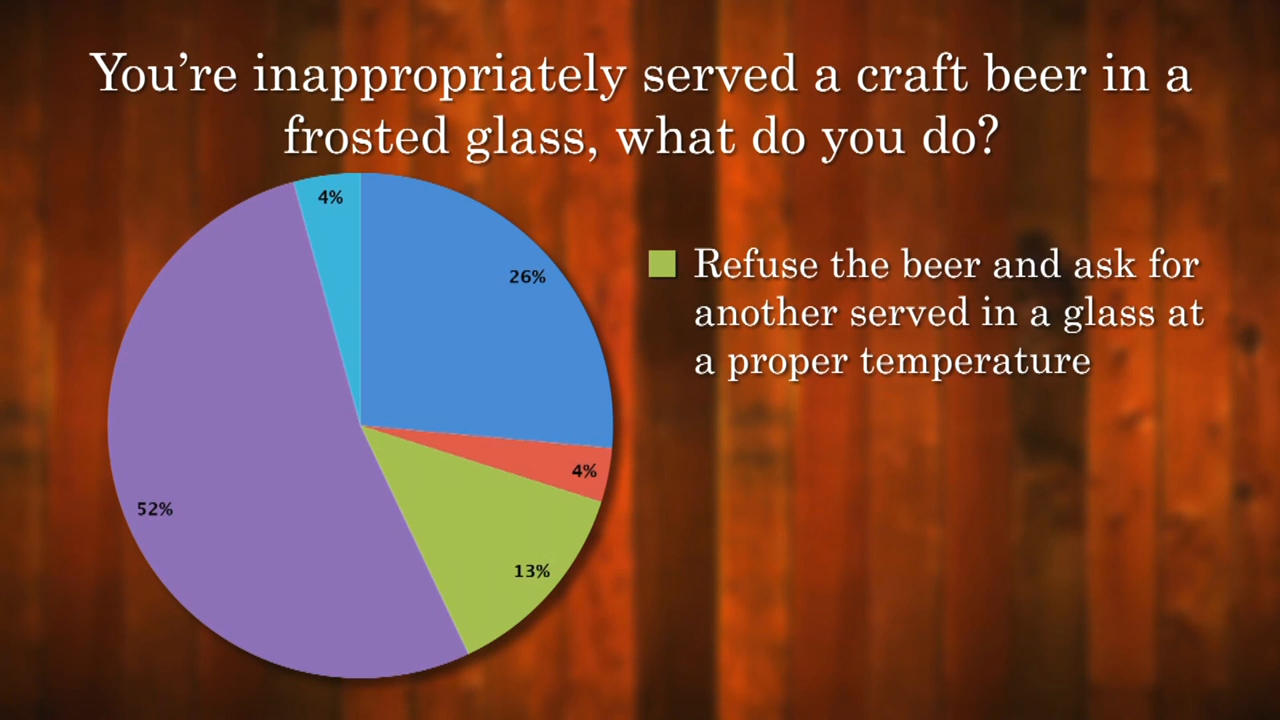 You’re inappropriately served a craft beer in a
frosted glass, what do you do?
4%
26%
Refuse the beer and ask for
another served in a glass at
a proper temperature
4%
52%
13%